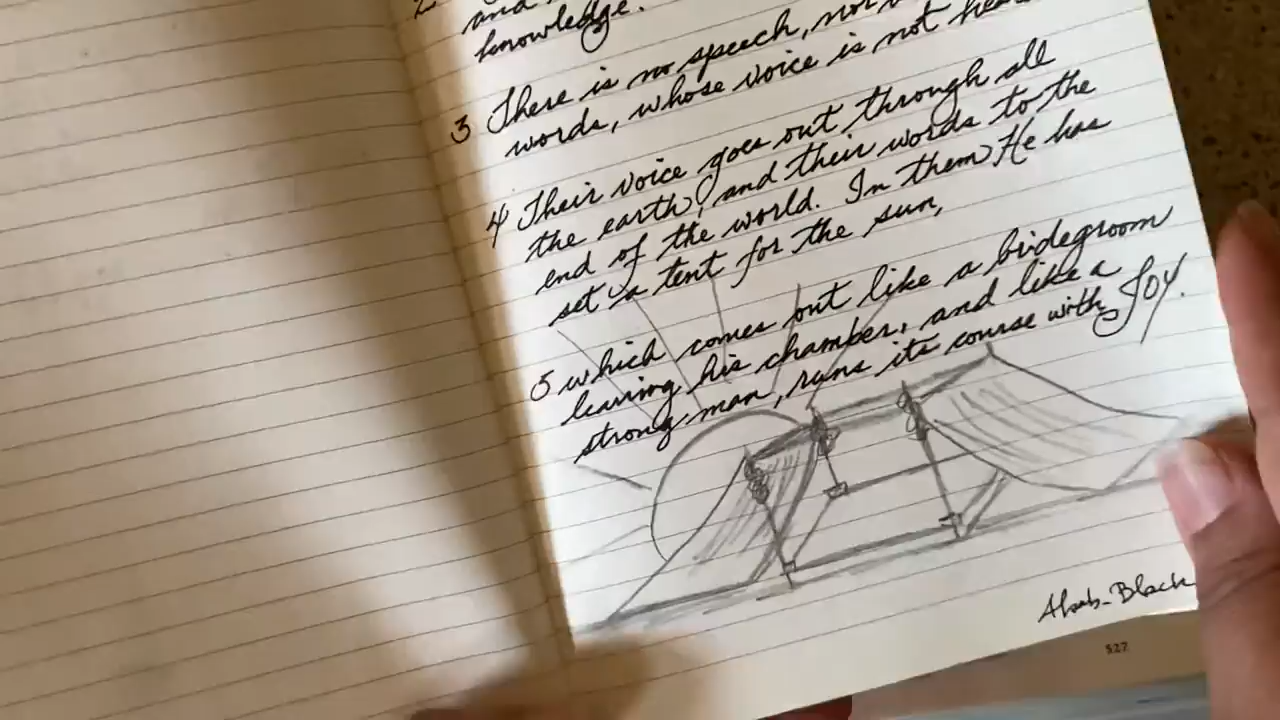 2
and
knowledge.
3 There is no speech, nor
words, whose voice is not
4 Their voice goes out through all
the earth, and their words to the
end of the world. In them He has
set a tent for the sun,
5 which comes out like a bridegroom
leaving his chamber, and like a
strong man, runs its course with JOY.
527